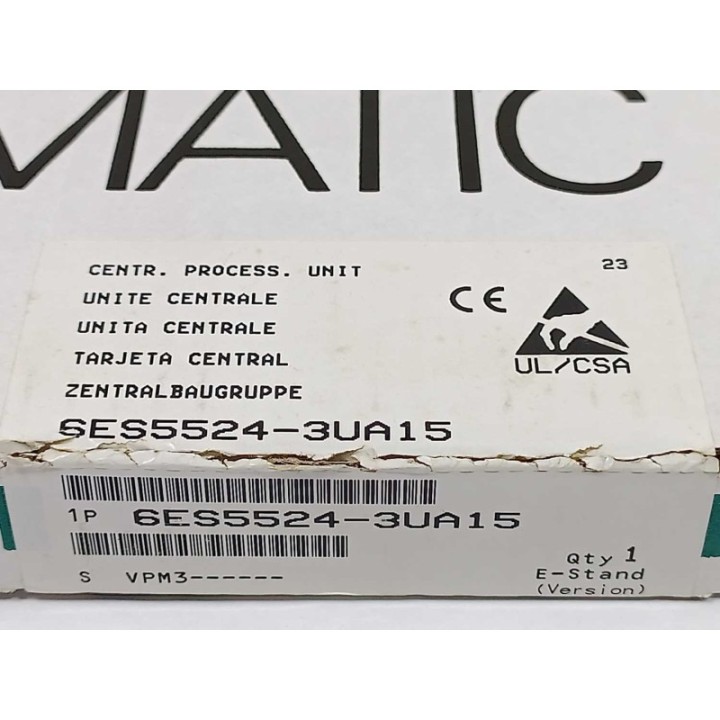 MATIC
CENTR. PROCESS. UNIT
23
UNITE CENTRALE
UNITA CENTRALE
TARJETA CENTRAL
ZENTRALBAUGRUPPE
CE
UL/CSA
6ES5524-3UA15
1P 6ES5524-3UA15
S VPM3------
Qty 1
E-Stand
(Version)